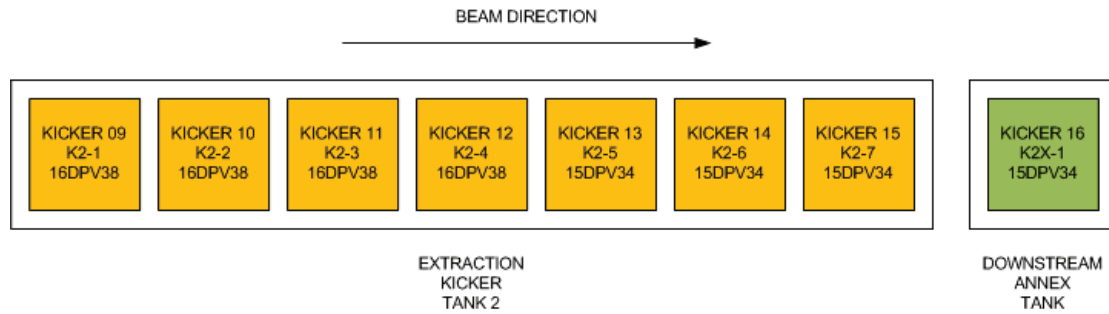 BEAM DIRECTION
KICKER 09
K2-1
16DPV38
KICKER 10
K2-2
16DPV38
KICKER 11
K2-3
16DPV38
KICKER 12
K2-4
16DPV38
KICKER 13
K2-5
15DPV34
KICKER 14
K2-6
15DPV34
KICKER 15
K2-7
15DPV34
KICKER 16
K2X-1
15DPV34
EXTRACTION
KICKER
TANK 2
DOWNSTREAM
ANNEX
TANK